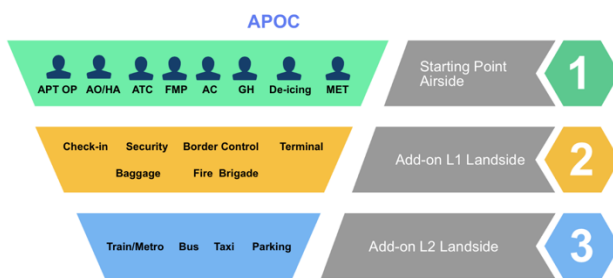 APOC
APT OP AO/HA ATC FMP AC GH De-icing MET
Starting Point
Airside
1
Check-in Security Border Control Terminal
Baggage Fire Brigade
Add-on L1 Landside
2
Train/Metro Bus Taxi Parking
Add-on L2 Landside
3